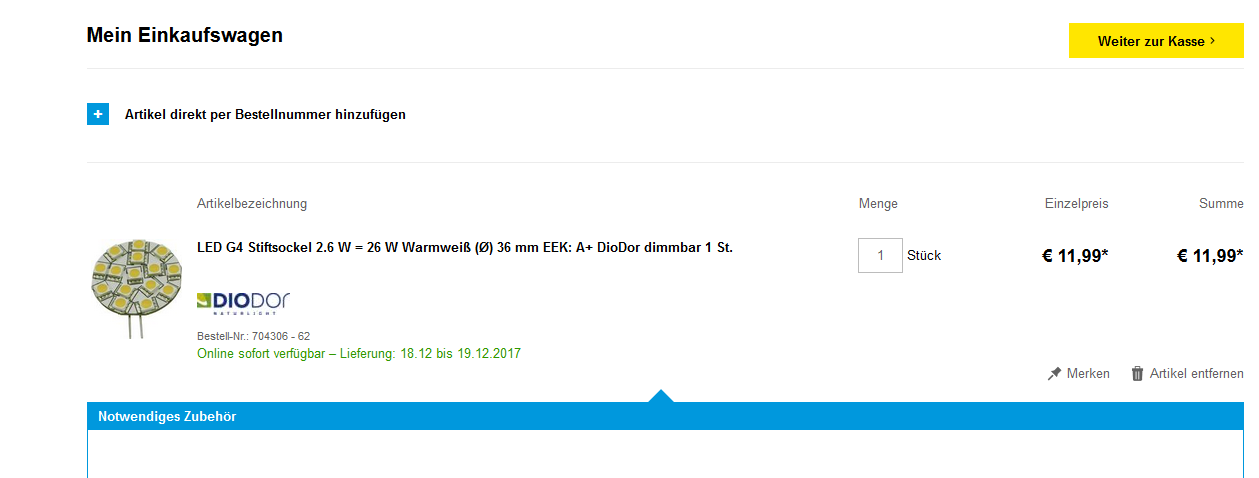 Mein Einkaufswagen
Weiter zur Kasse ›
+ Artikel direkt per Bestellnummer hinzufügen
Artikelbezeichnung Menge Einzelpreis Summe
LED G4 Stiftsockel 2.6 W = 26 W Warmweiß (Ø) 36 mm EEK: A+ DioDor dimmbar 1 St.
1 Stück € 11,99* € 11,99*
DIODOR
NATURLIGHT
Bestell-Nr.: 704306 - 62
Online sofort verfügbar – Lieferung: 18.12 bis 19.12.2017
Merken Artikel entfernen
Notwendiges Zubehör